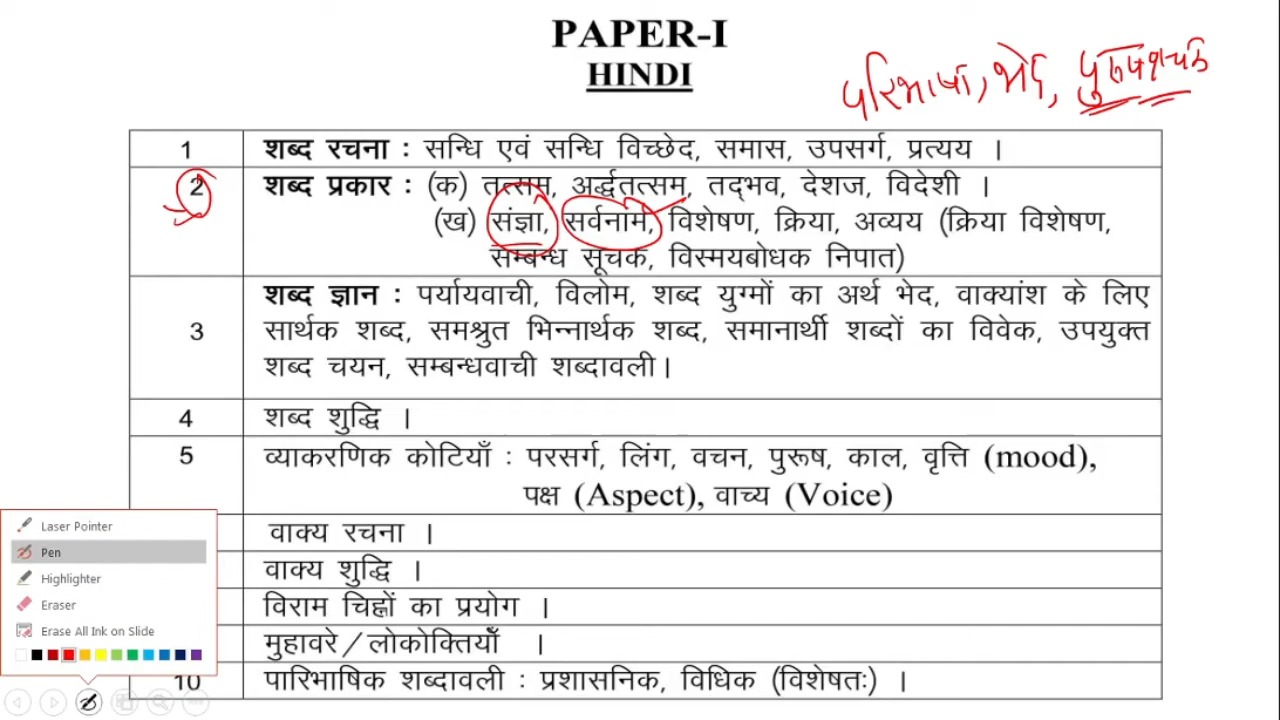 PAPER-I
HINDI
परिभाषा, भेद, पुरुषवाचक
1 शब्द रचना : सन्धि एवं सन्धि विच्छेद, समास, उपसर्ग, प्रत्यय ।
2 शब्द प्रकार : (क) तत्सम, अर्द्धतत्सम, तद्भव, देशज, विदेशी ।
(ख) संज्ञा, सर्वनाम, विशेषण, क्रिया, अव्यय (क्रिया विशेषण,
सम्बन्ध सूचक, विस्मयबोधक निपात)
शब्द ज्ञान : पर्यायवाची, विलोम, शब्द युग्मों का अर्थ भेद, वाक्यांश के लिए
3 सार्थक शब्द, समश्रुत भिन्नार्थक शब्द, समानार्थी शब्दों का विवेक, उपयुक्त
शब्द चयन, सम्बन्धवाची शब्दावली।
4 शब्द शुद्धि ।
5 व्याकरणिक कोटियाँ : परसर्ग, लिंग, वचन, पुरूष, काल, वृत्ति (mood),
पक्ष (Aspect), वाच्य (Voice)
वाक्य रचना ।
वाक्य शुद्धि ।
विराम चिह्नों का प्रयोग ।
मुहावरे/लोकोक्तियाँ ।
10 पारिभाषिक शब्दावली : प्रशासनिक, विधिक (विशेषतः) ।
Laser Pointer
Pen
Highlighter
Eraser
Erase All Ink on Slide